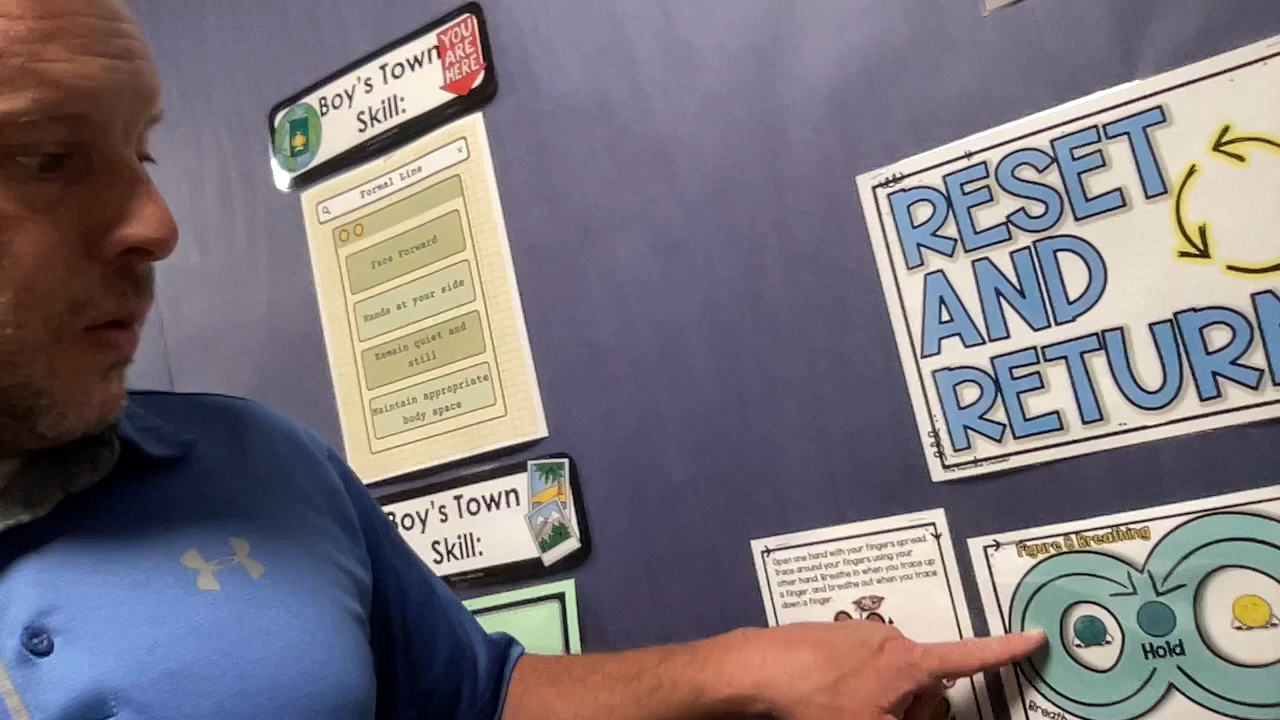 Boy's Town
Skill:
YOU
ARE
HERE
Formal Line
x
Face Forward
Hands at your side
Remain quiet and
still
Maintain appropriate
body space
Boy's Town
Skill:
RESET
AND
RETURN
Open one hand with your fingers spread.
Trace around your fingers using your
other hand. Breathe in when you trace up
a finger, and breathe out when you trace
down a finger.
Figure 8 Breathing
Hold